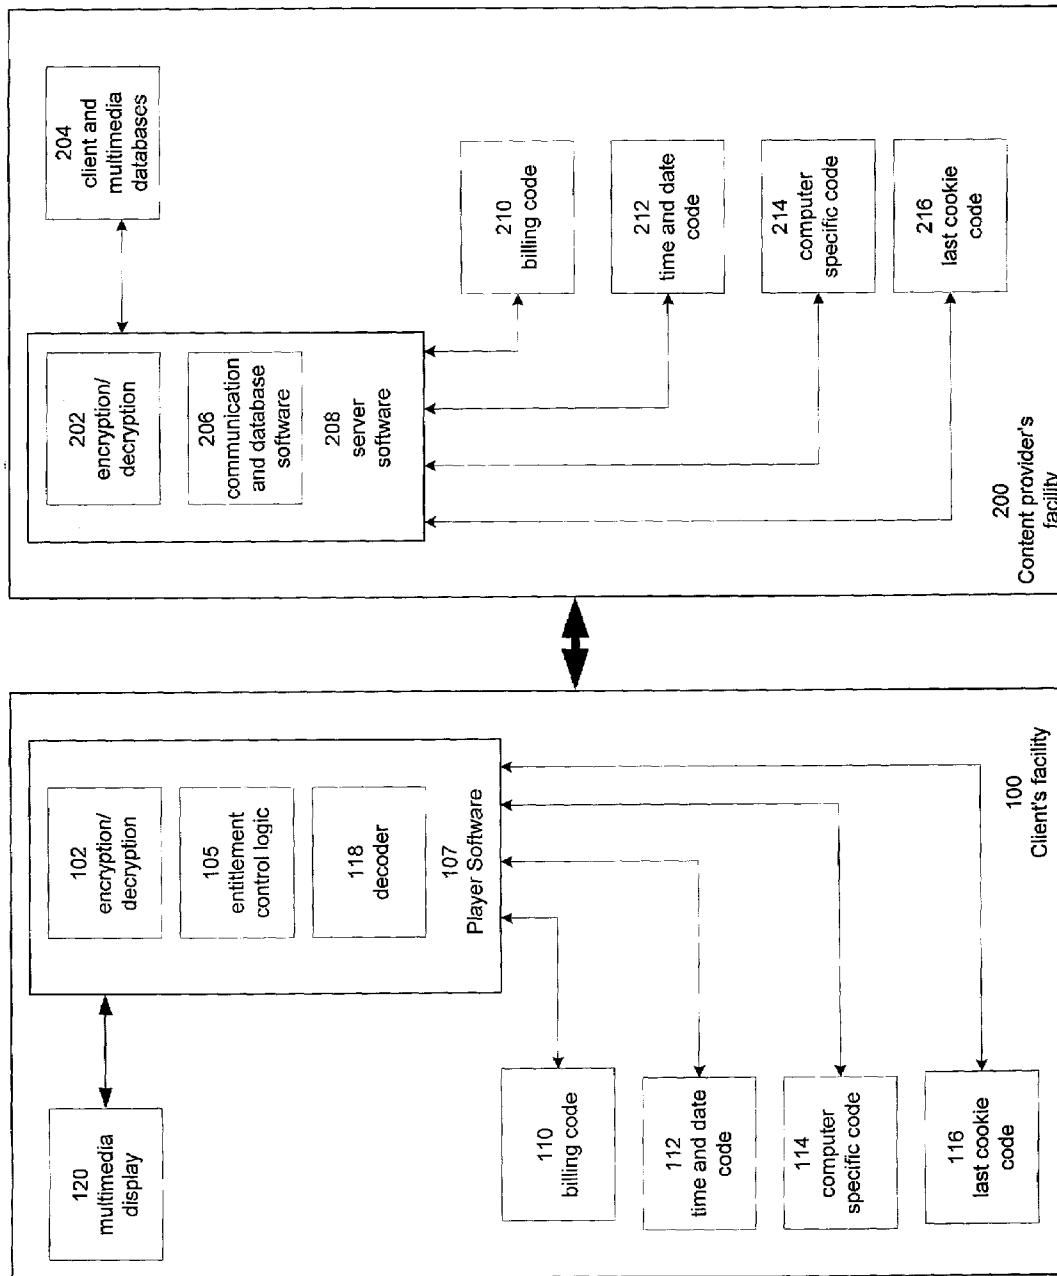 120
multimedia
display
102
encryption/
decryption
105
entitlement
control logic
118
decoder
107
Player Software
110
billing code
112
time and date
code
114
computer
specific code
116
last cookie
code
100
Client's facility
202
encryption/
decryption
206
communication
and database
software
208
server
software
204
client and
multimedia
databases
210
billing code
212
time and date
code
214
computer
specific code
216
last cookie
code
200
Content provider's
facility